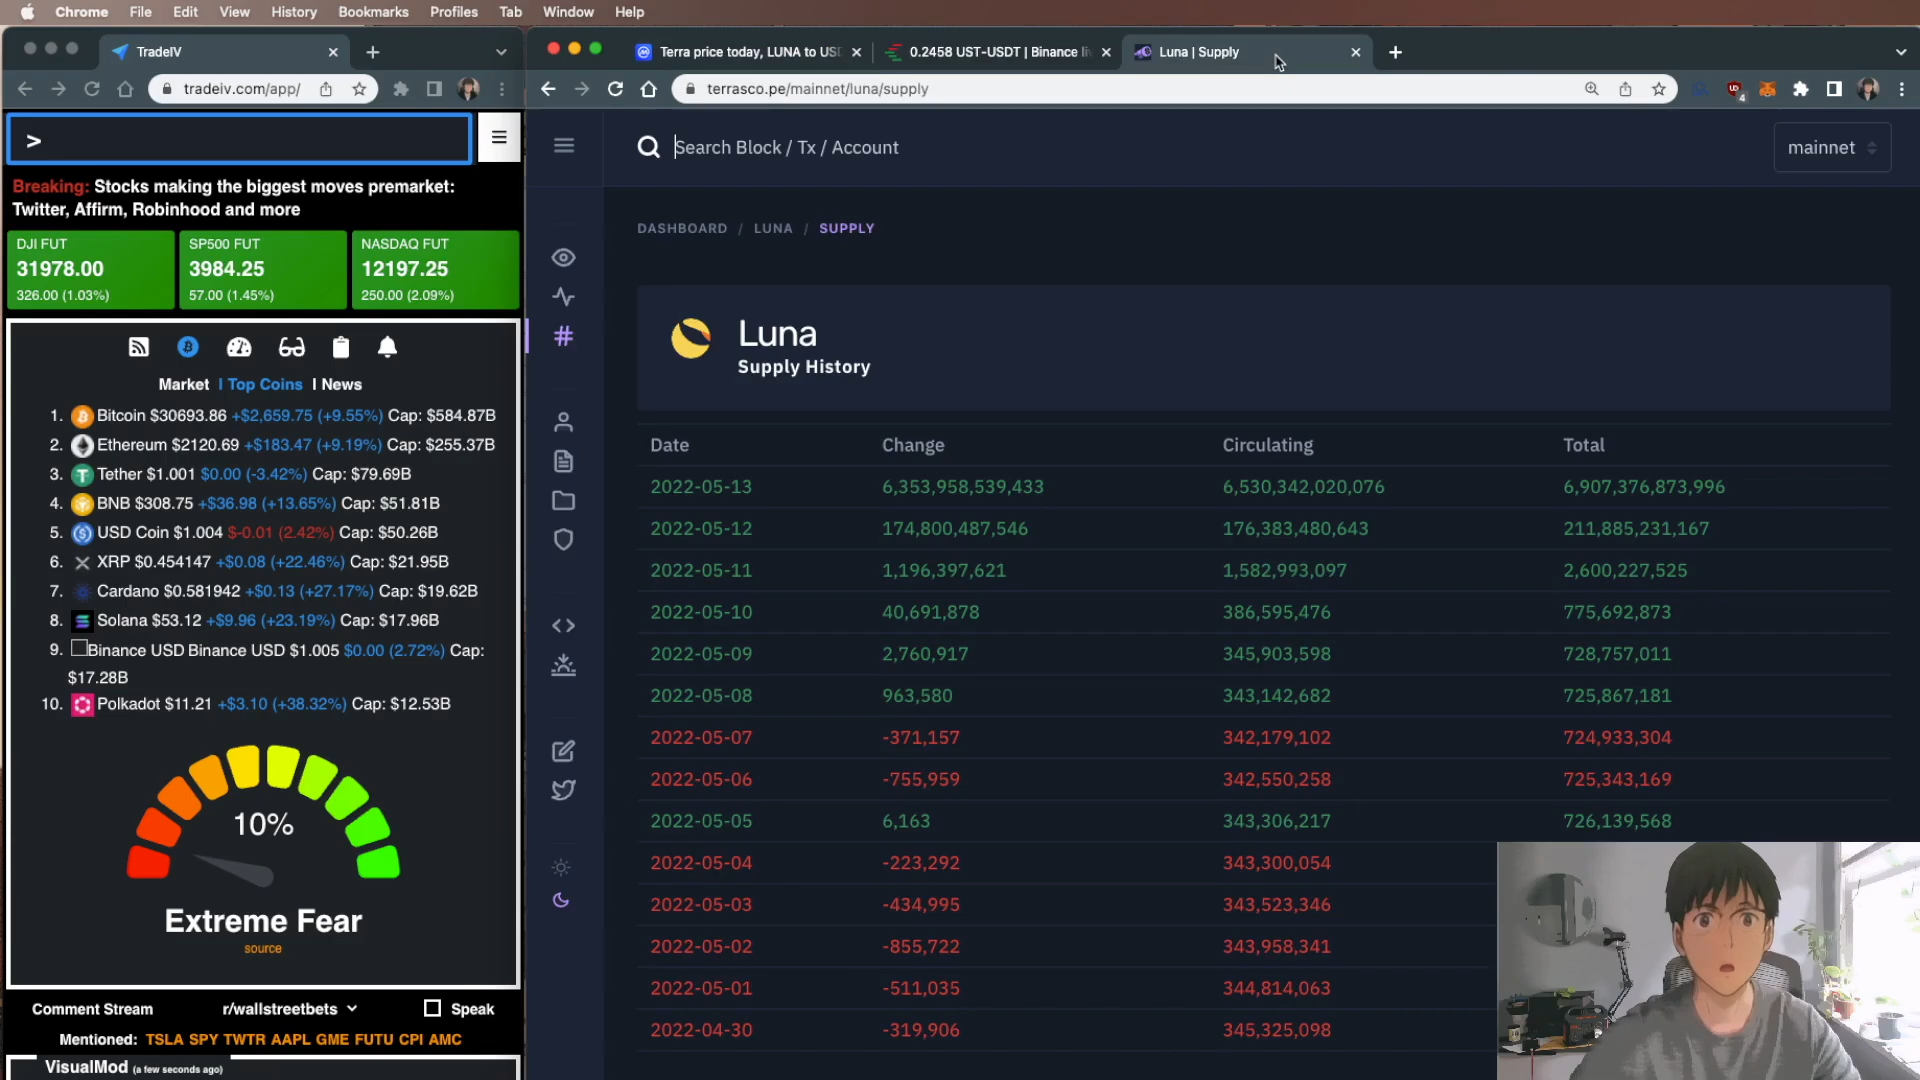 Chrome File Edit View History Bookmarks Profiles Tab Window Help
TradeIV
tradeiv.com/app/
>
Breaking: Stocks making the biggest moves premarket:
Twitter, Affirm, Robinhood and more
DJI FUT
31978.00
326.00 (1.03%)
SP500 FUT
3984.25
57.00 (1.45%)
NASDAQ FUT
12197.25
250.00 (2.09%)
Market I Top Coins I News
1. Bitcoin $30693.86 +$2,659.75 (+9.55%) Cap: $584.87B
2. Ethereum $2120.69 +$183.47 (+9.19%) Cap: $255.37B
3. Tether $1.001 $0.00 (-3.42%) Cap: $79.69B
4. BNB $308.75 +$36.98 (+13.65%) Cap: $51.81B
5. USD Coin $1.004 $-0.01 (2.42%) Cap: $50.26B
6. XRP $0.454147 +$0.08 (+22.46%) Cap: $21.95B
7. Cardano $0.581942 +$0.13 (+27.17%) Cap: $19.62B
8. Solana $53.12 +$9.96 (+23.19%) Cap: $17.96B
9. Binance USD Binance USD $1.005 $0.00 (2.72%) Cap:
$17.28B
10. Polkadot $11.21 +$3.10 (+38.32%) Cap: $12.53B
10%
Extreme Fear
source
Comment Stream r/wallstreetbets Speak
Mentioned: TSLA SPY TWTR AAPL GME FUTU CPI AMC
VisualMod (a few seconds ago)
Terra price today, LUNA to USD
0.2458 UST-USDT | Binance li
Luna | Supply
terrasco.pe/mainnet/luna/supply
4
Search Block / Tx / Account
mainnet
DASHBOARD / LUNA / SUPPLY
Luna
Supply History
Date Change Circulating Total
2022-05-13 6,353,958,539,433 6,530,342,020,076 6,907,376,873,996
2022-05-12 174,800,487,546 176,383,480,643 211,885,231,167
2022-05-11 1,196,397,621 1,582,993,097 2,600,227,525
2022-05-10 40,691,878 386,595,476 775,692,873
2022-05-09 2,760,917 345,903,598 728,757,011
2022-05-08 963,580 343,142,682 725,867,181
2022-05-07 -371,157 342,179,102 724,933,304
2022-05-06 -755,959 342,550,258 725,343,169
2022-05-05 6,163 343,306,217 726,139,568
2022-05-04 -223,292 343,300,054
2022-05-03 -434,995 343,523,346
2022-05-02 -855,722 343,958,341
2022-05-01 -511,035 344,814,063
2022-04-30 -319,906 345,325,098